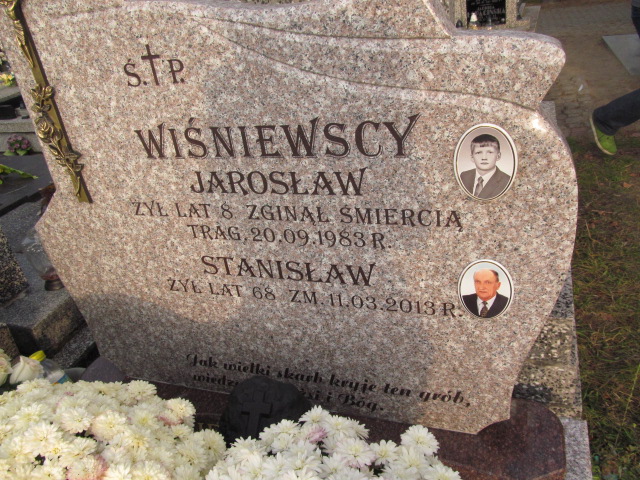 Ś.†P.
WIŚNIEWSCY
JAROSŁAW
ŻYŁ LAT 8 ZGINĄŁ ŚMIERCIĄ
TRAG. 20.09.1983 R.
STANISŁAW
ŻYŁ LAT 68 ZM. 11.03.2013 R.
Jak wielki skarb kryje ten grób,
i Bóg.